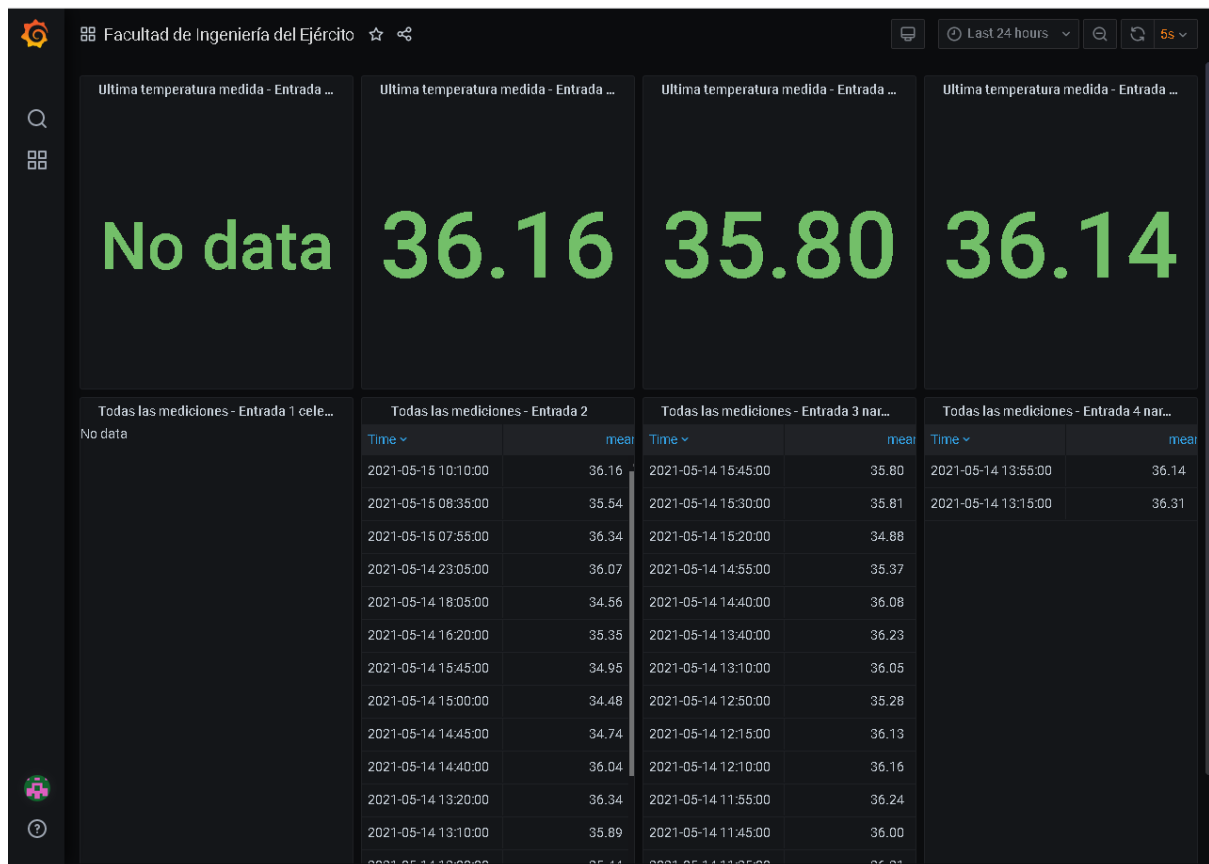 Facultad de Ingeniería del Ejército
Last 24 hours
5s
Ultima temperatura medida - Entrada ...
No data
Ultima temperatura medida - Entrada ...
36.16
Ultima temperatura medida - Entrada ...
35.80
Ultima temperatura medida - Entrada ...
36.14
Todas las mediciones - Entrada 1 cele...
No data
Todas las mediciones - Entrada 2
Time mear
2021-05-15 10:10:00 36.16
2021-05-15 08:35:00 35.54
2021-05-15 07:55:00 36.34
2021-05-14 23:05:00 36.07
2021-05-14 18:05:00 34.56
2021-05-14 16:20:00 35.35
2021-05-14 15:45:00 34.95
2021-05-14 15:00:00 34.48
2021-05-14 14:45:00 34.74
2021-05-14 14:40:00 36.04
2021-05-14 13:20:00 36.34
2021-05-14 13:10:00 35.89
Todas las mediciones - Entrada 3 nar...
Time mear
2021-05-14 15:45:00 35.80
2021-05-14 15:30:00 35.81
2021-05-14 15:20:00 34.88
2021-05-14 14:55:00 35.37
2021-05-14 14:40:00 36.08
2021-05-14 13:40:00 36.23
2021-05-14 13:10:00 36.05
2021-05-14 12:50:00 35.28
2021-05-14 12:15:00 36.13
2021-05-14 12:10:00 36.16
2021-05-14 11:55:00 36.24
2021-05-14 11:45:00 36.00
Todas las mediciones - Entrada 4 nar...
Time mear
2021-05-14 13:55:00 36.14
2021-05-14 13:15:00 36.31